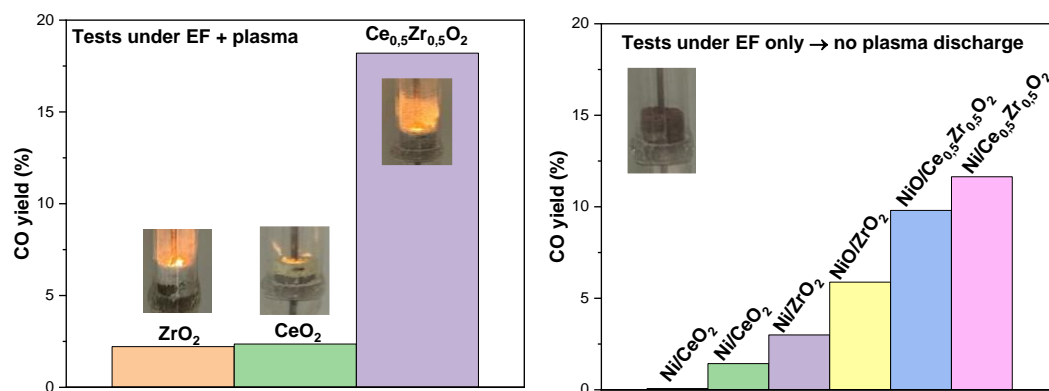 Tests under EF + plasma
Ce0,5Zr0,5O2
ZrO2
CeO2
CO yield (%)
0
5
10
15
20
Tests under EF only → no plasma discharge
Ni/CeO2
Ni/CeO2
Ni/ZrO2
NiO/ZrO2
NiO/Ce0,5Zr0,5O2
Ni/Ce0,5Zr0,5O2
CO yield (%)
0
5
10
15
20